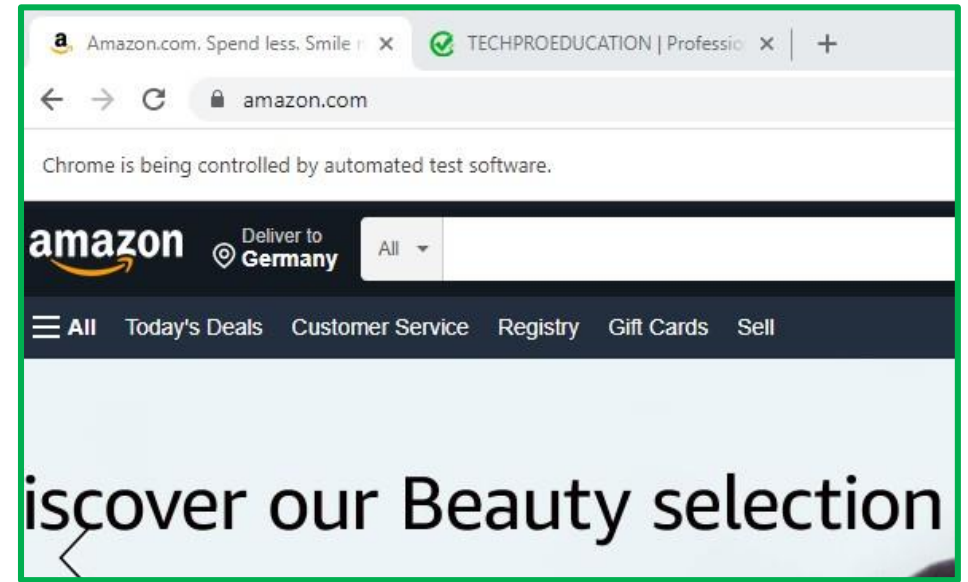 Amazon.com. Spend less. Smile
TECHPROEDUCATION | Professio
amazon.com
Chrome is being controlled by automated test software.
amazon
Deliver to
Germany
All
All Today's Deals Customer Service Registry Gift Cards Sell
iscover our Beauty selection